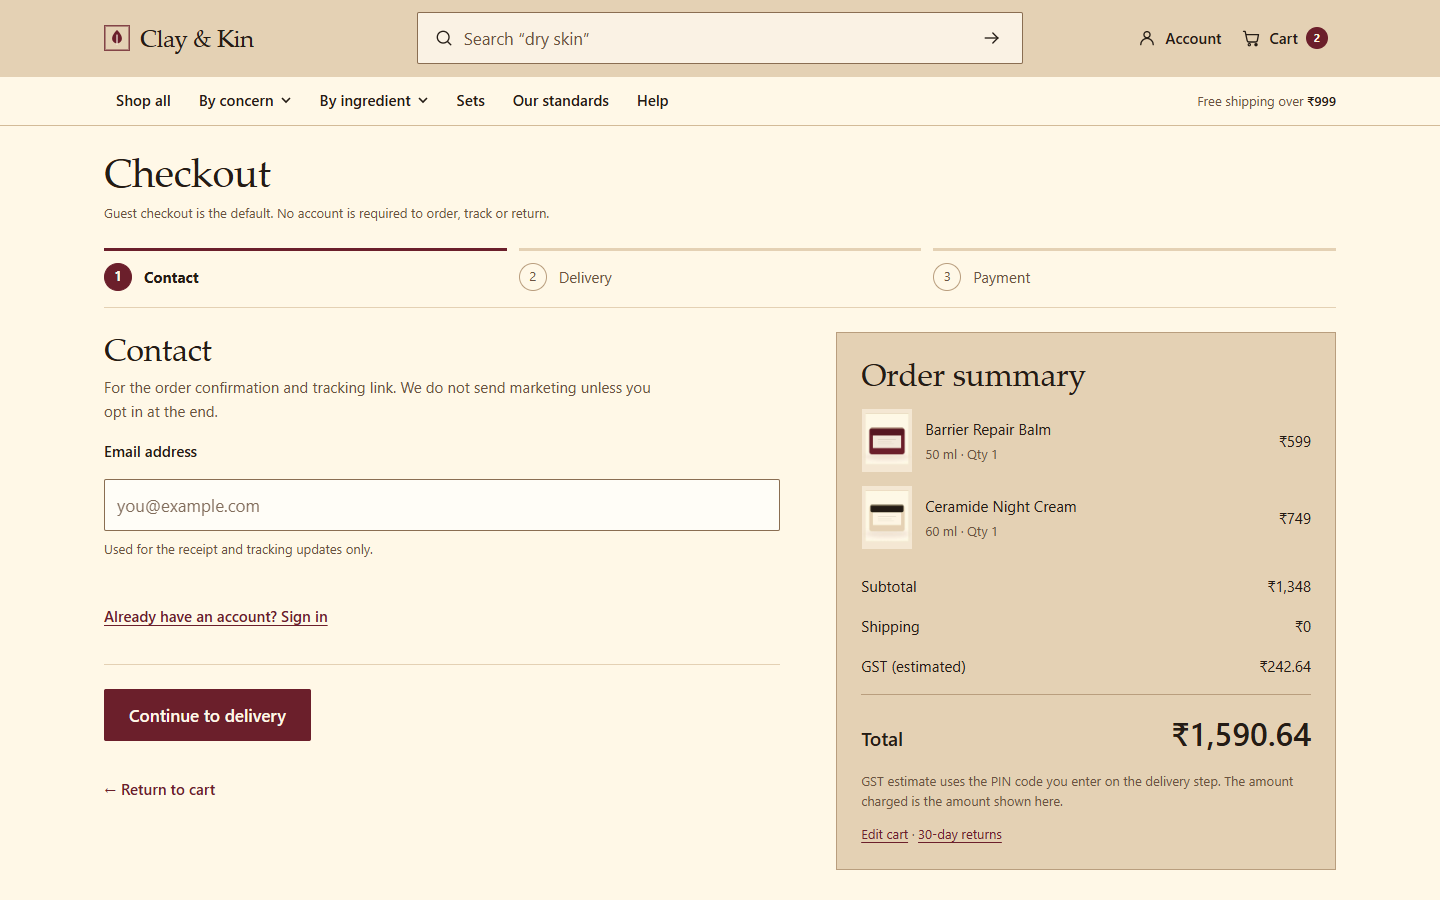 Clay & Kin
Search “dry skin”
Account
Cart 2
Shop all
By concern
By ingredient
Sets
Our standards
Help
Free shipping over ₹999
Checkout
Guest checkout is the default. No account is required to order, track or return.
1 Contact
2 Delivery
3 Payment
Contact
For the order confirmation and tracking link. We do not send marketing unless you
opt in at the end.
Email address
you@example.com
Used for the receipt and tracking updates only.
Already have an account? Sign in
Continue to delivery
← Return to cart
Order summary
Barrier Repair Balm
50 ml · Qty 1
₹599
Ceramide Night Cream
60 ml · Qty 1
₹749
Subtotal ₹1,348
Shipping ₹0
GST (estimated) ₹242.64
Total ₹1,590.64
GST estimate uses the PIN code you enter on the delivery step. The amount
charged is the amount shown here.
Edit cart · 30-day returns